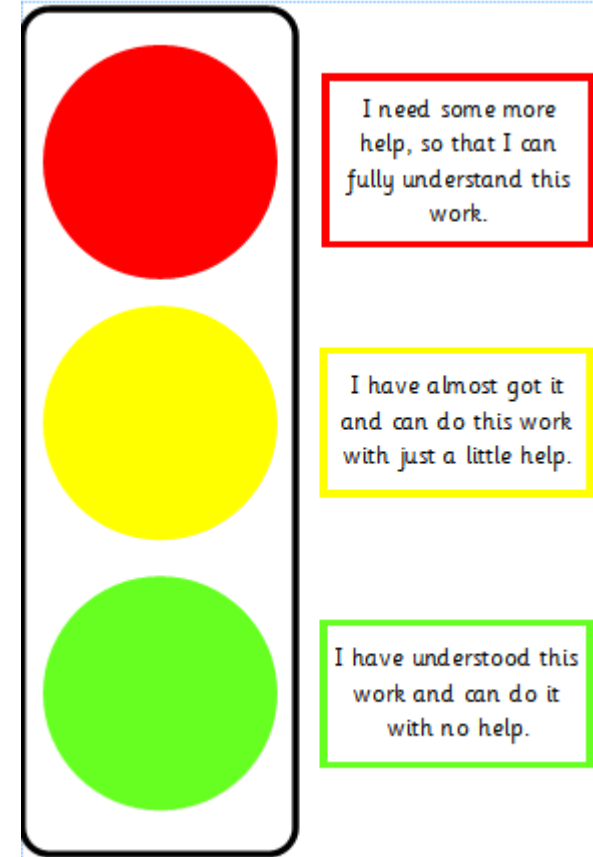 I need some more
help, so that I can
fully understand this
work.
I have almost got it
and can do this work
with just a little help.
I have understood this
work and can do it
with no help.